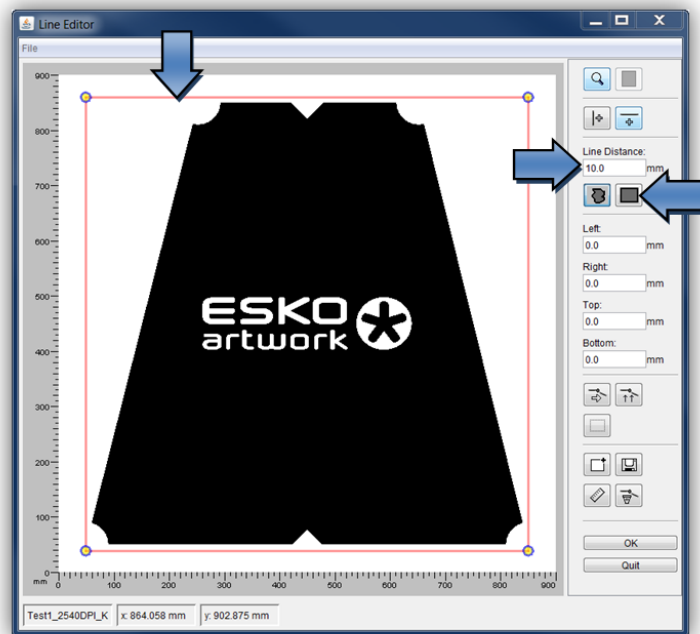 Line Editor
File
900
800
700
600
500
400
300
200
100
0
mm
0 100 200 300 400 500 600 700 800 900
ESKO
artwork
Line Distance:
10.0 mm
Left:
0.0 mm
Right:
0.0 mm
Top:
0.0 mm
Bottom:
0.0 mm
OK
Quit
Test1_2540DPI_K x: 864.058 mm y: 902.875 mm